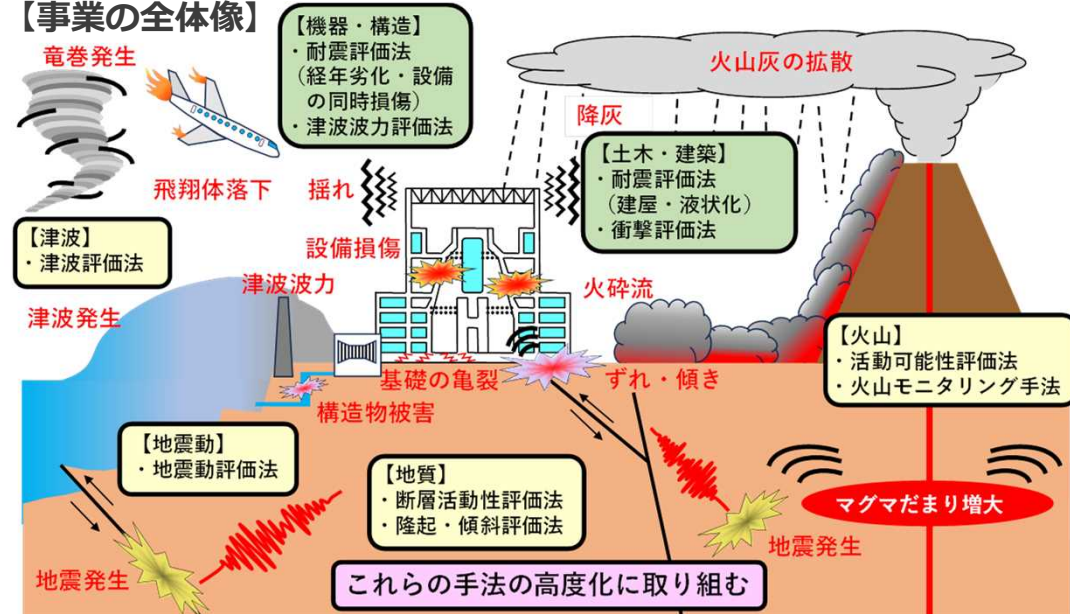 【事業の全体像】
竜巻発生
飛翔体落下
【機器・構造】
・耐震評価法
（経年劣化・設備
の同時損傷）
・津波波力評価法
火山灰の拡散
降灰
揺れ
【土木・建築】
・耐震評価法
（建屋・液状化）
・衝撃評価法
【津波】
・津波評価法
設備損傷
津波波力
津波発生
火砕流
【火山】
・活動可能性評価法
・火山モニタリング手法
基礎の亀裂
ずれ・傾き
構造物被害
【地震動】
・地震動評価法
【地質】
・断層活動性評価法
・隆起・傾斜評価法
マグマだまり増大
地震発生
地震発生
これらの手法の高度化に取り組む